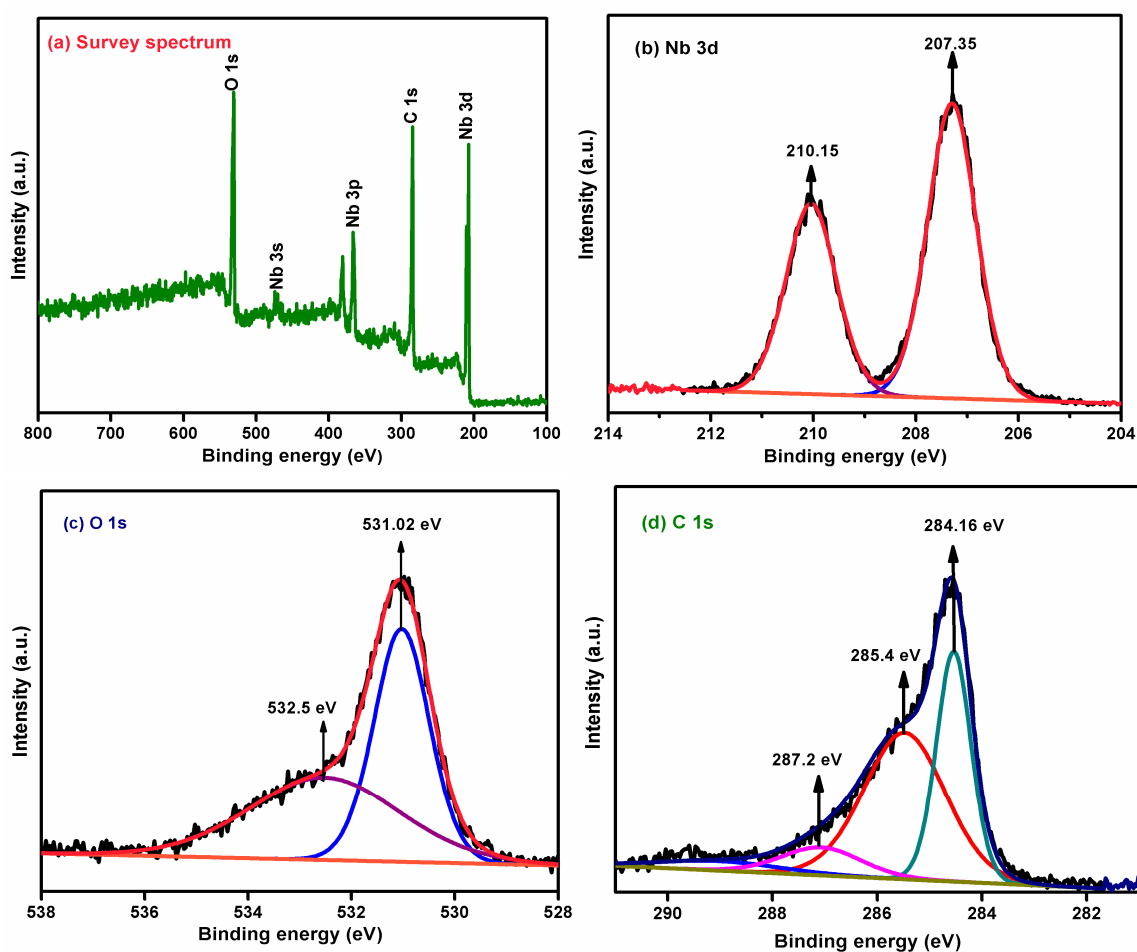 (a) Survey spectrum
O 1s
Nb 3s
Nb 3p
C 1s
Nb 3d
Intensity (a.u.)
800 700 600 500 400 300 200 100
Binding energy (eV)
(b) Nb 3d
207.35
210.15
Intensity (a.u.)
214 212 210 208 206 204
Binding energy (eV)
(c) O 1s
531.02 eV
532.5 eV
Intensity (a.u.)
538 536 534 532 530 528
Binding energy (eV)
(d) C 1s
284.16 eV
285.4 eV
287.2 eV
Intensity (a.u.)
290 288 286 284 282
Binding energy (eV)